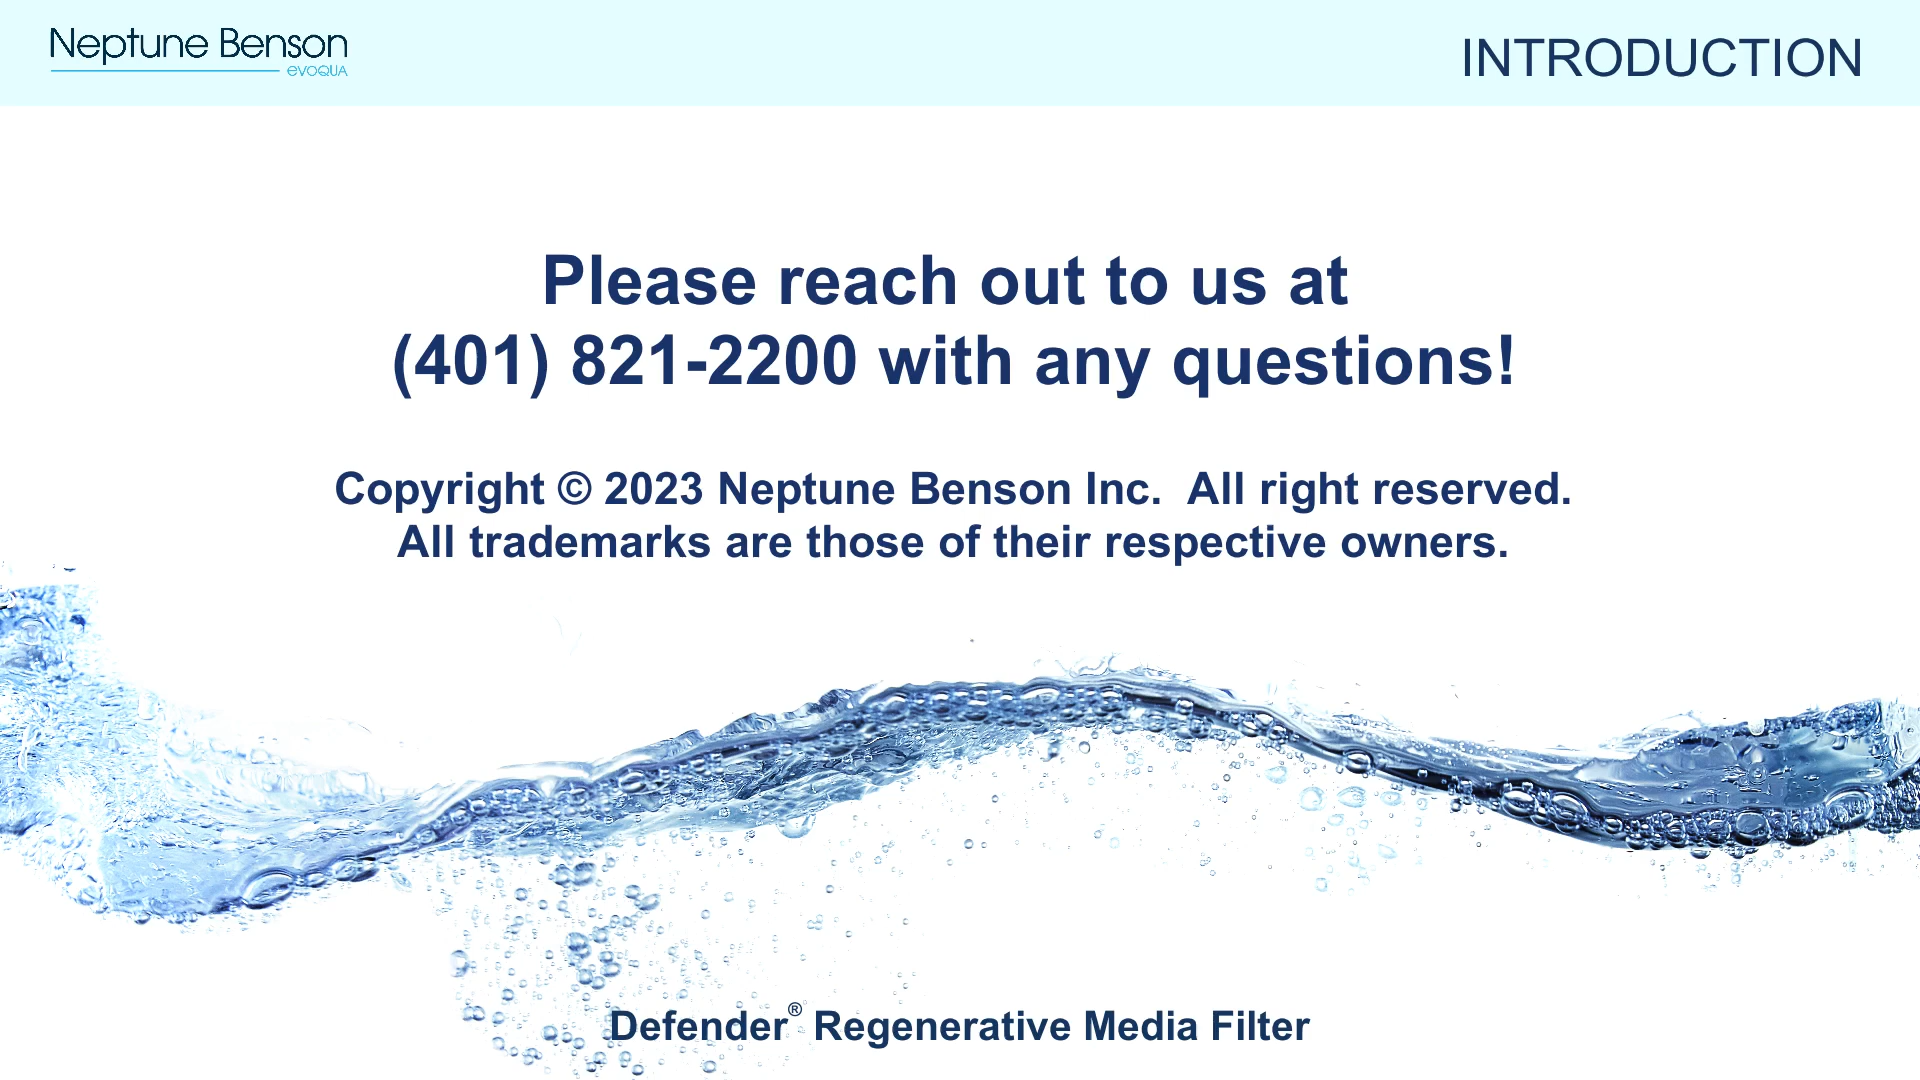 Neptune Benson
evoqua
INTRODUCTION
Please reach out to us at
(401) 821-2200 with any questions!
Copyright © 2023 Neptune Benson Inc.  All right reserved.
All trademarks are those of their respective owners.
Defender® Regenerative Media Filter